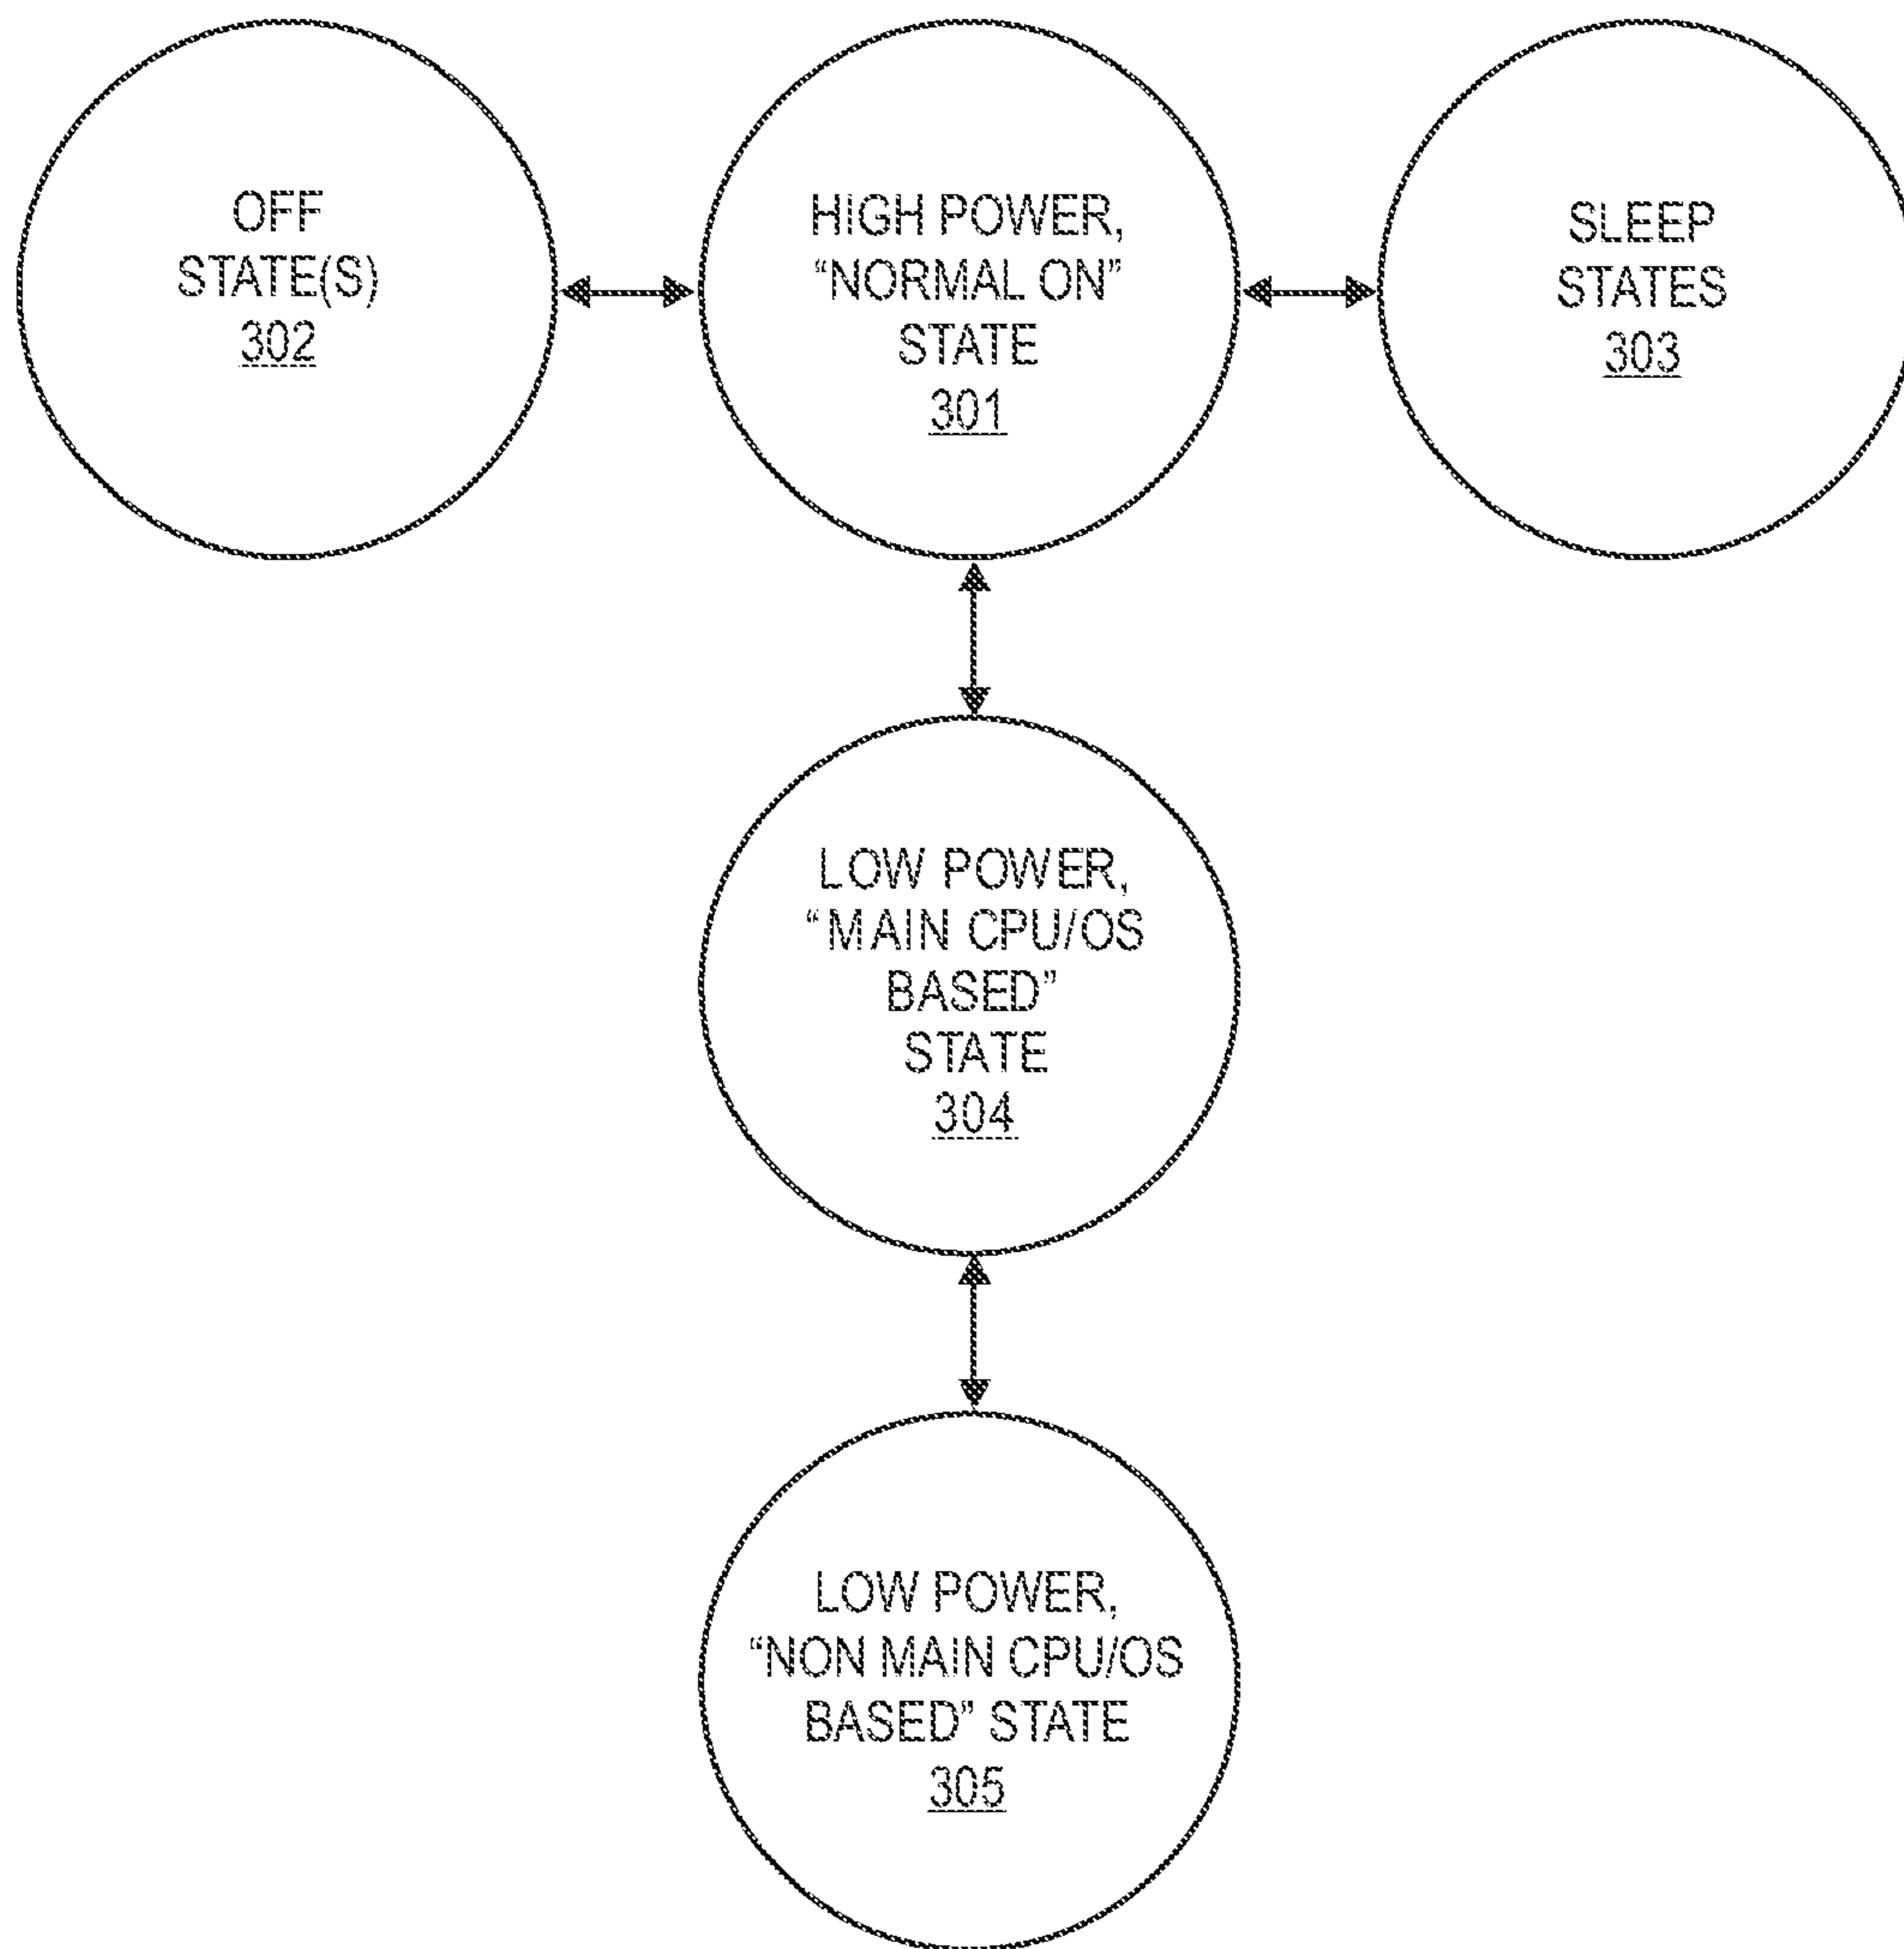 OFF
STATE(S)
302
HIGH POWER,
“NORMAL ON”
STATE
301
SLEEP
STATES
303
LOW POWER,
“MAIN CPU/OS
BASED”
STATE
304
LOW POWER,
“NON MAIN CPU/OS
BASED” STATE
305